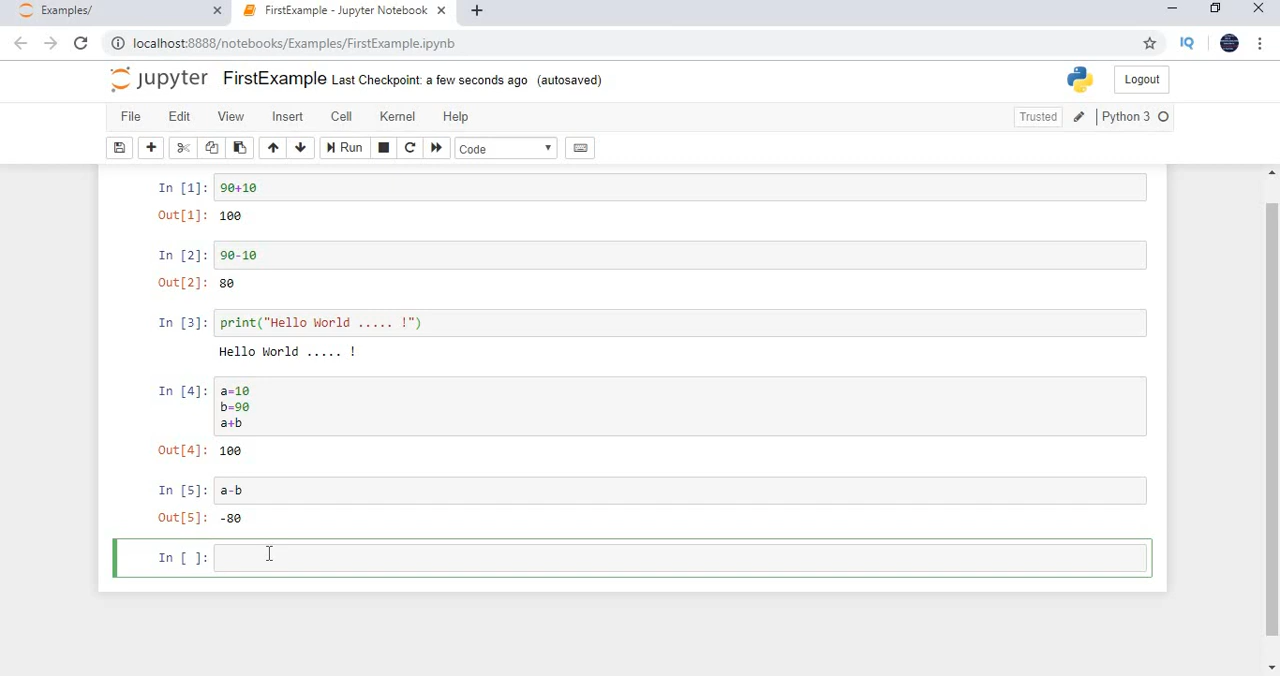 Examples/
FirstExample - Jupyter Notebook
localhost:8888/notebooks/Examples/FirstExample.ipynb
IQ
jupyter FirstExample Last Checkpoint: a few seconds ago (autosaved)
Logout
File Edit View Insert Cell Kernel Help
Trusted
Python 3
Run
Code
In [1]: 90+10
Out[1]: 100
In [2]: 90-10
Out[2]: 80
In [3]: print("Hello World ..... !")
Hello World ..... !
In [4]: a=10
b=90
a+b
Out[4]: 100
In [5]: a-b
Out[5]: -80
In [ ]: